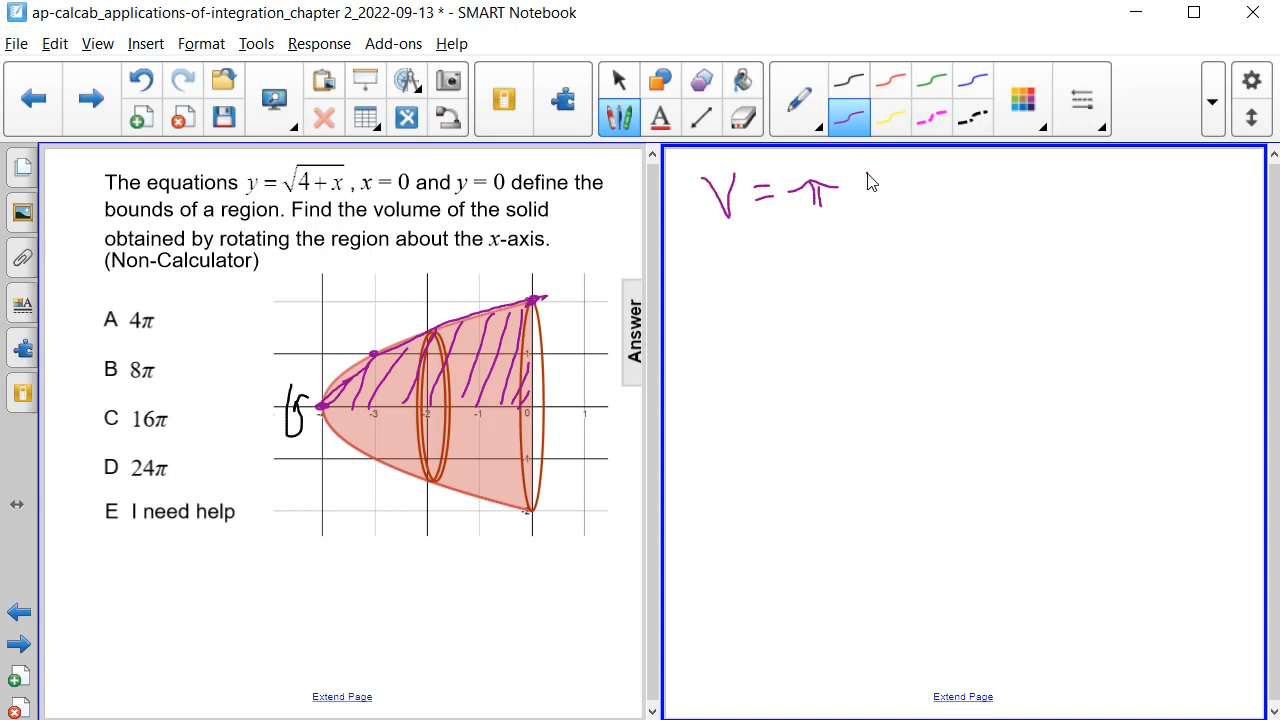 ap-calcab_applications-of-integration_chapter 2_2022-09-13 * - SMART Notebook
File Edit View Insert Format Tools Response Add-ons Help
The equations y = √4 + x , x = 0 and y = 0 define the
bounds of a region. Find the volume of the solid
obtained by rotating the region about the x-axis.
(Non-Calculator)
A 4π
B 8π
C 16π
D 24π
E I need help
-3 -2 -1 0 1
-2
Answer
V = π
Extend Page
Extend Page